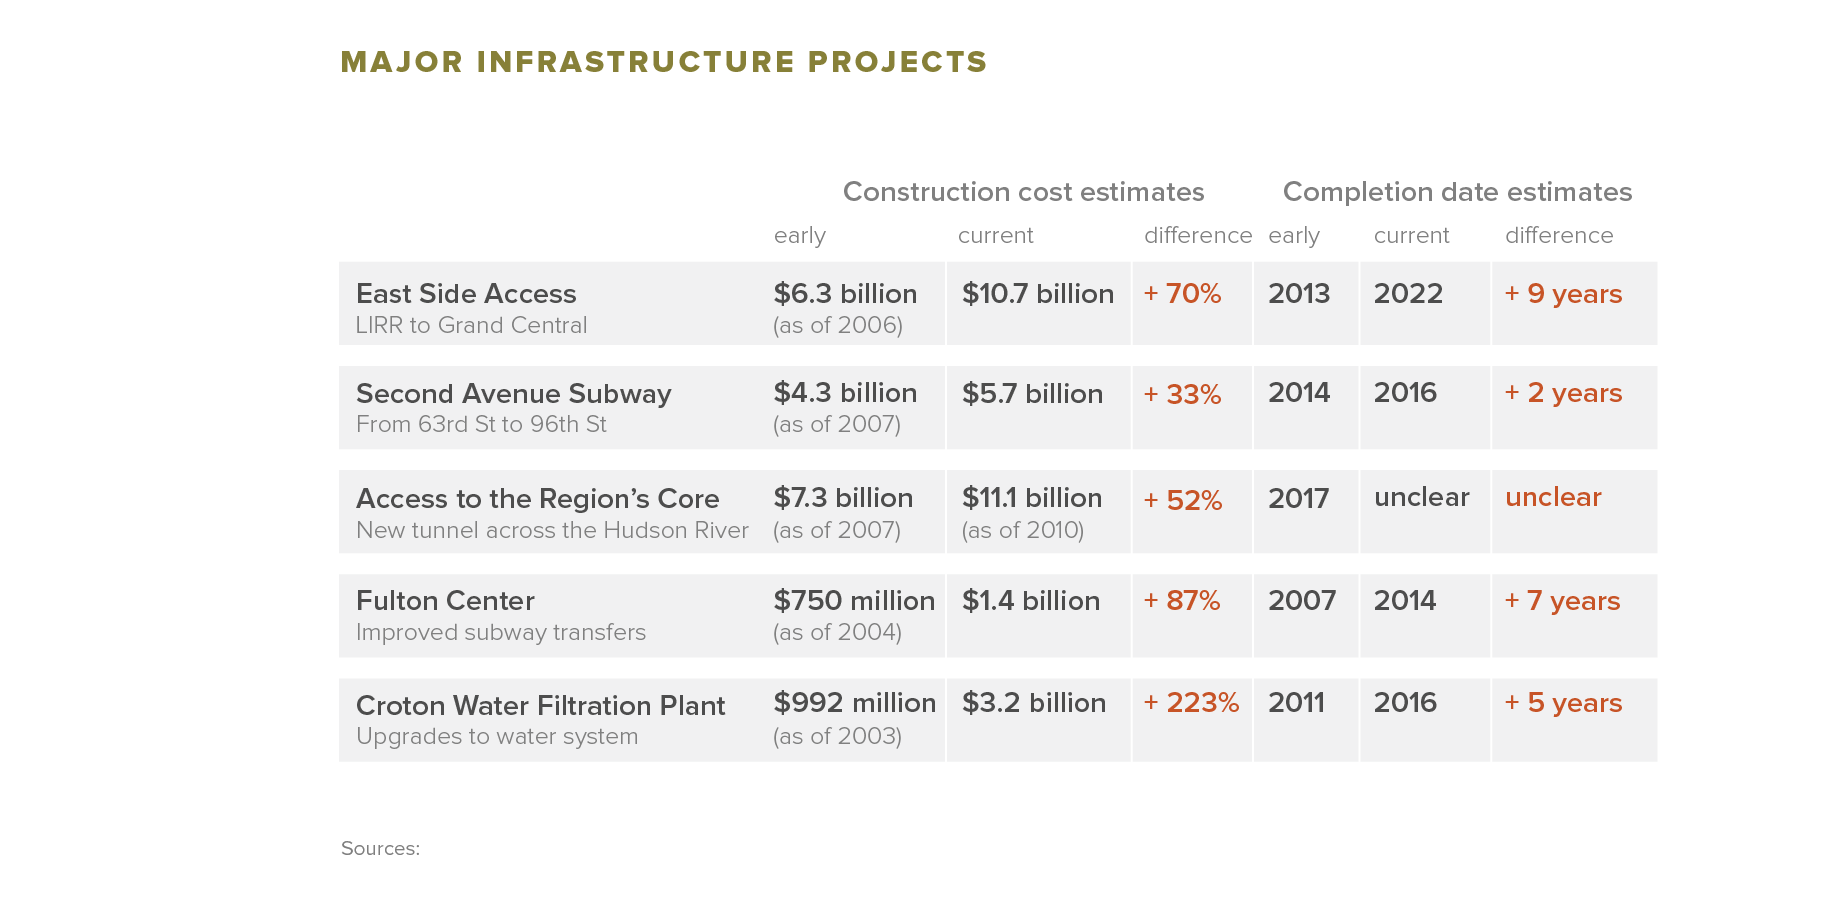 MAJOR INFRASTRUCTURE PROJECTS
Construction cost estimates Completion date estimates
early current difference early current difference
East Side Access $6.3 billion $10.7 billion + 70% 2013 2022 + 9 years
LIRR to Grand Central (as of 2006)
Second Avenue Subway $4.3 billion $5.7 billion + 33% 2014 2016 + 2 years
From 63rd St to 96th St (as of 2007)
Access to the Region’s Core $7.3 billion $11.1 billion + 52% 2017 unclear unclear
New tunnel across the Hudson River (as of 2007) (as of 2010)
Fulton Center $750 million $1.4 billion + 87% 2007 2014 + 7 years
Improved subway transfers (as of 2004)
Croton Water Filtration Plant $992 million $3.2 billion + 223% 2011 2016 + 5 years
Upgrades to water system (as of 2003)
Sources: